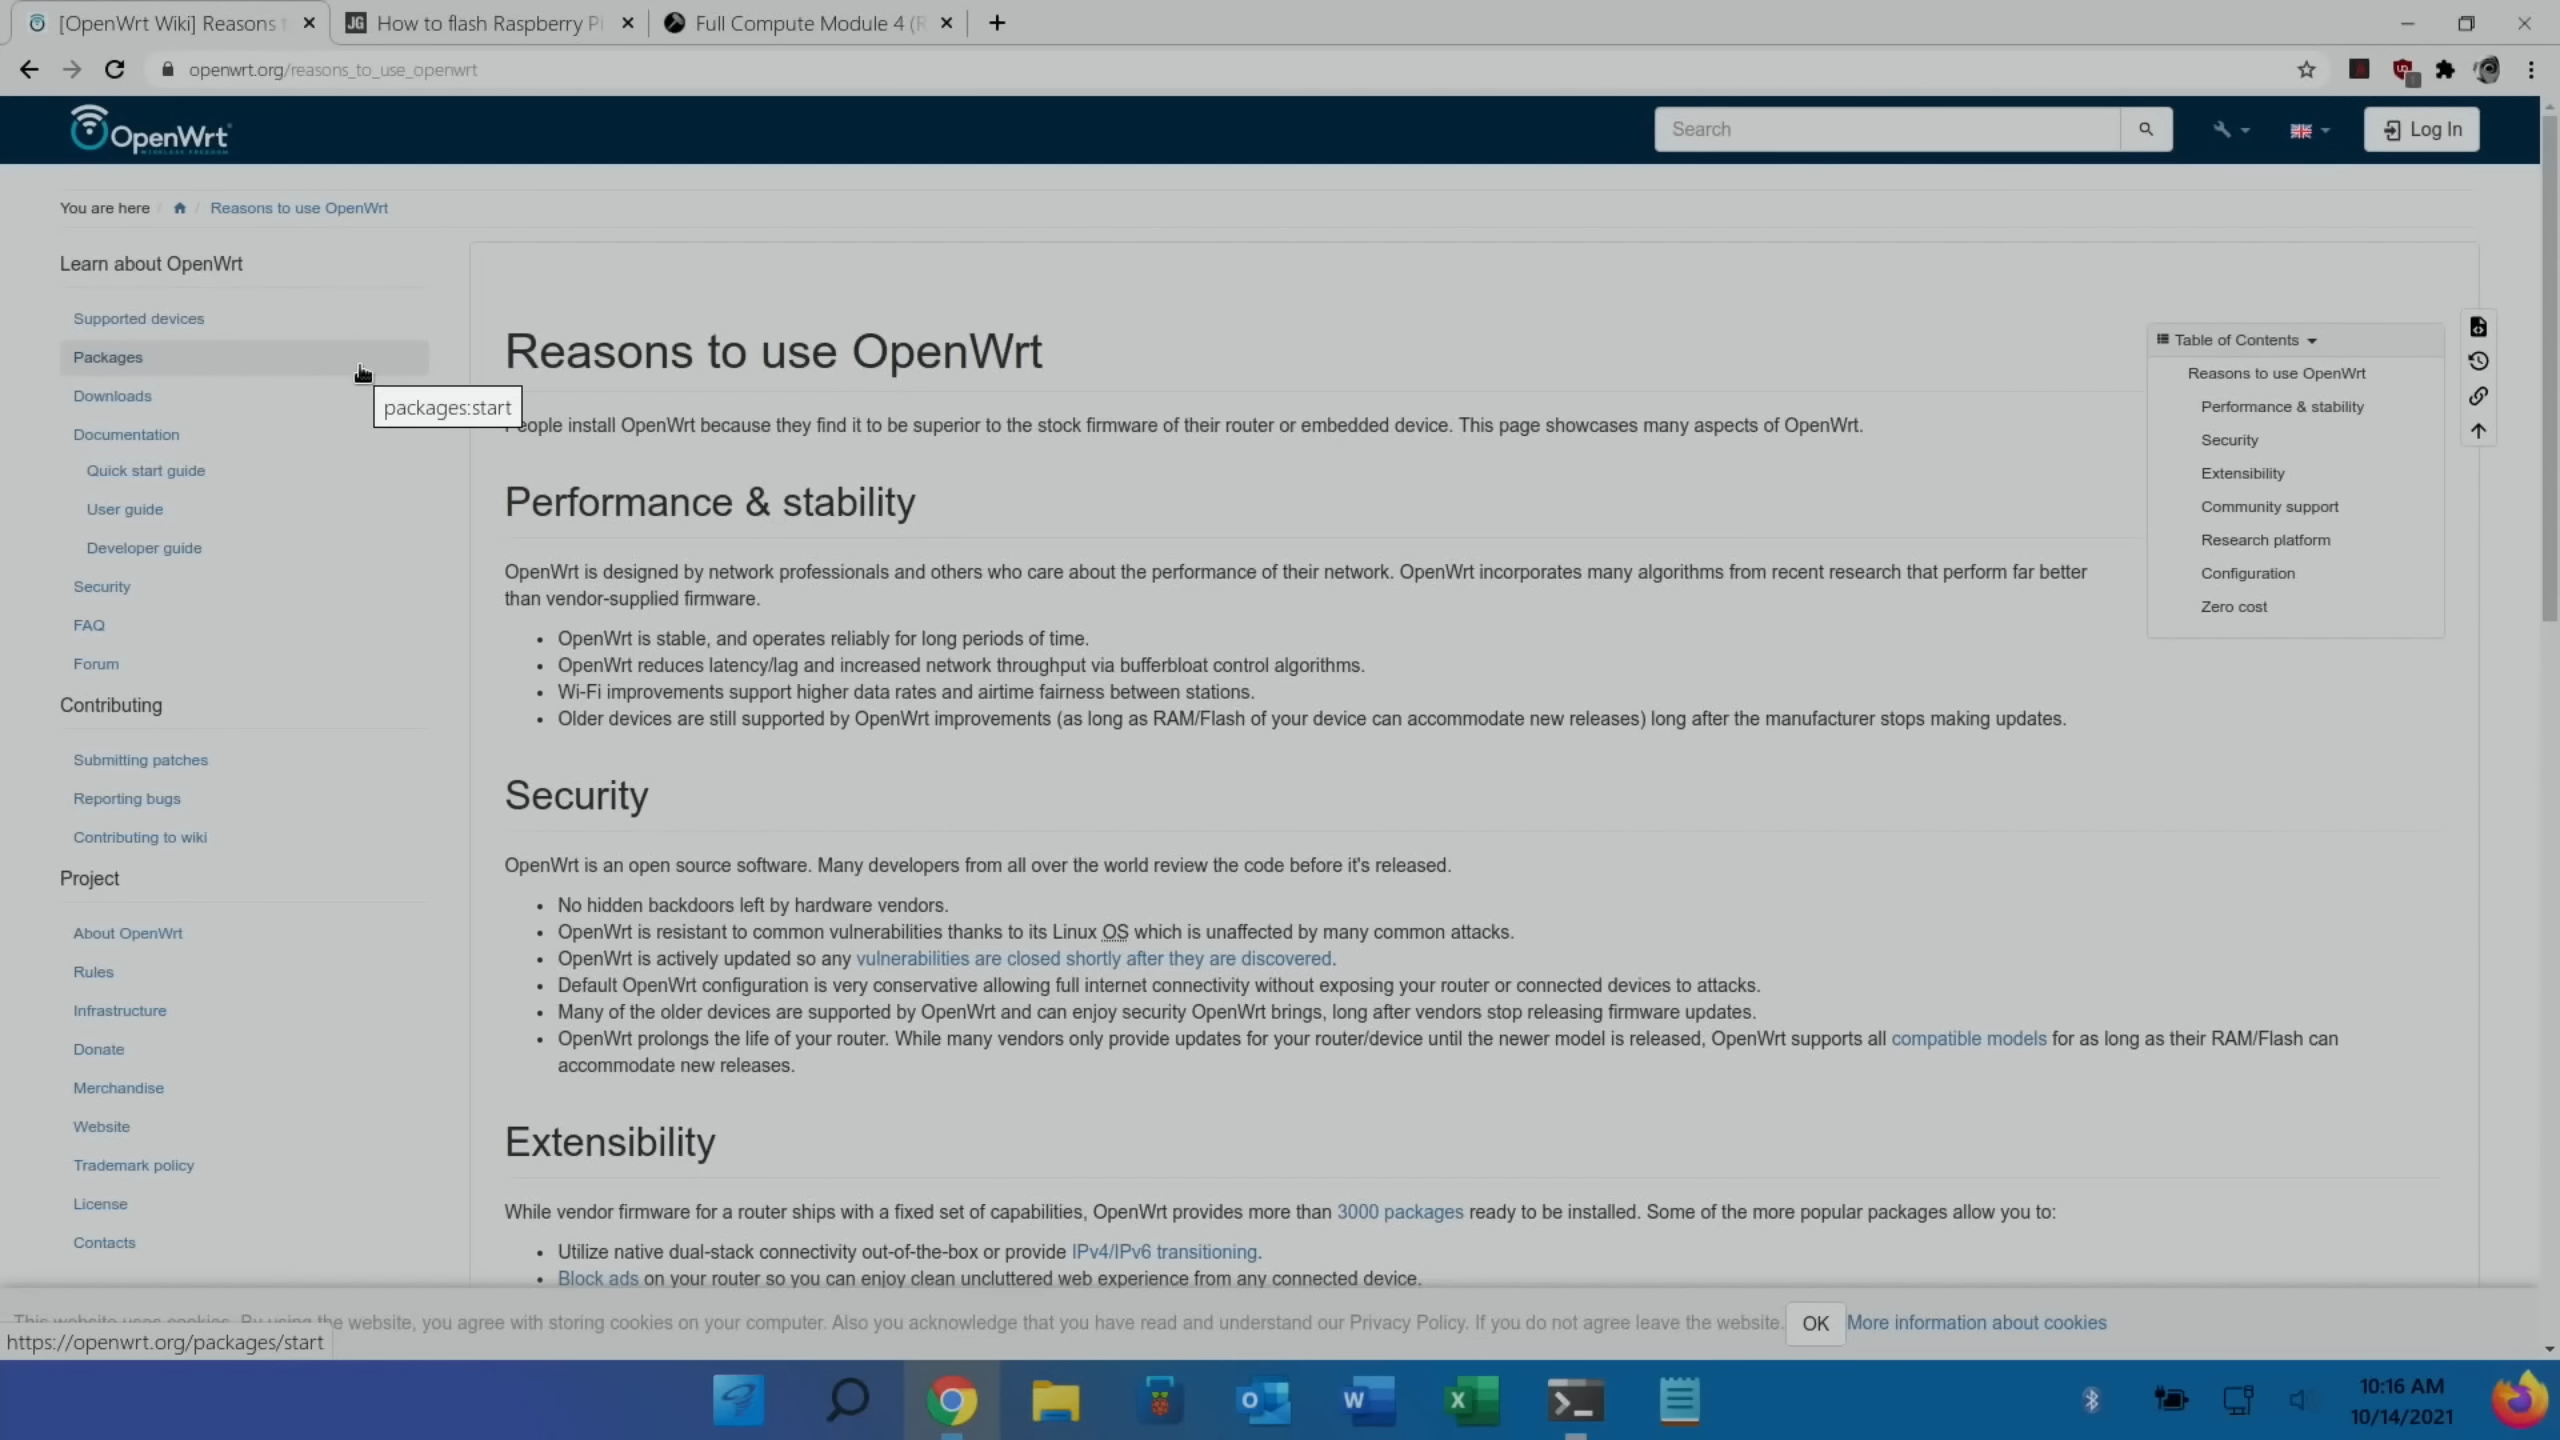 [OpenWrt Wiki] Reasons
How to flash Raspberry Pi
Full Compute Module 4 (R
openwrt.org/reasons_to_use_openwrt
OpenWrt
WIRELESS FREEDOM
Search
Log In
You are here / Reasons to use OpenWrt
Learn about OpenWrt
Supported devices
Packages
packages:start
Downloads
Documentation
Quick start guide
User guide
Developer guide
Security
FAQ
Forum
Contributing
Submitting patches
Reporting bugs
Contributing to wiki
Project
About OpenWrt
Rules
Infrastructure
Donate
Merchandise
Website
Trademark policy
License
Contacts
Reasons to use OpenWrt
People install OpenWrt because they find it to be superior to the stock firmware of their router or embedded device. This page showcases many aspects of OpenWrt.
Performance & stability
OpenWrt is designed by network professionals and others who care about the performance of their network. OpenWrt incorporates many algorithms from recent research that perform far better
than vendor-supplied firmware.
• OpenWrt is stable, and operates reliably for long periods of time.
• OpenWrt reduces latency/lag and increased network throughput via bufferbloat control algorithms.
• Wi-Fi improvements support higher data rates and airtime fairness between stations.
• Older devices are still supported by OpenWrt improvements (as long as RAM/Flash of your device can accommodate new releases) long after the manufacturer stops making updates.
Security
OpenWrt is an open source software. Many developers from all over the world review the code before it's released.
• No hidden backdoors left by hardware vendors.
• OpenWrt is resistant to common vulnerabilities thanks to its Linux OS which is unaffected by many common attacks.
• OpenWrt is actively updated so any vulnerabilities are closed shortly after they are discovered.
• Default OpenWrt configuration is very conservative allowing full internet connectivity without exposing your router or connected devices to attacks.
• Many of the older devices are supported by OpenWrt and can enjoy security OpenWrt brings, long after vendors stop releasing firmware updates.
• OpenWrt prolongs the life of your router. While many vendors only provide updates for your router/device until the newer model is released, OpenWrt supports all compatible models for as long as their RAM/Flash can
accommodate new releases.
Extensibility
While vendor firmware for a router ships with a fixed set of capabilities, OpenWrt provides more than 3000 packages ready to be installed. Some of the more popular packages allow you to:
• Utilize native dual-stack connectivity out-of-the-box or provide IPv4/IPv6 transitioning.
• Block ads on your router so you can enjoy clean uncluttered web experience from any connected device.
Table of Contents
Reasons to use OpenWrt
Performance & stability
Security
Extensibility
Community support
Research platform
Configuration
Zero cost
This website uses cookies. By using the website, you agree with storing cookies on your computer. Also you acknowledge that you have read and understand our Privacy Policy. If you do not agree leave the website. OK More information about cookies
https://openwrt.org/packages/start
10:16 AM
10/14/2021